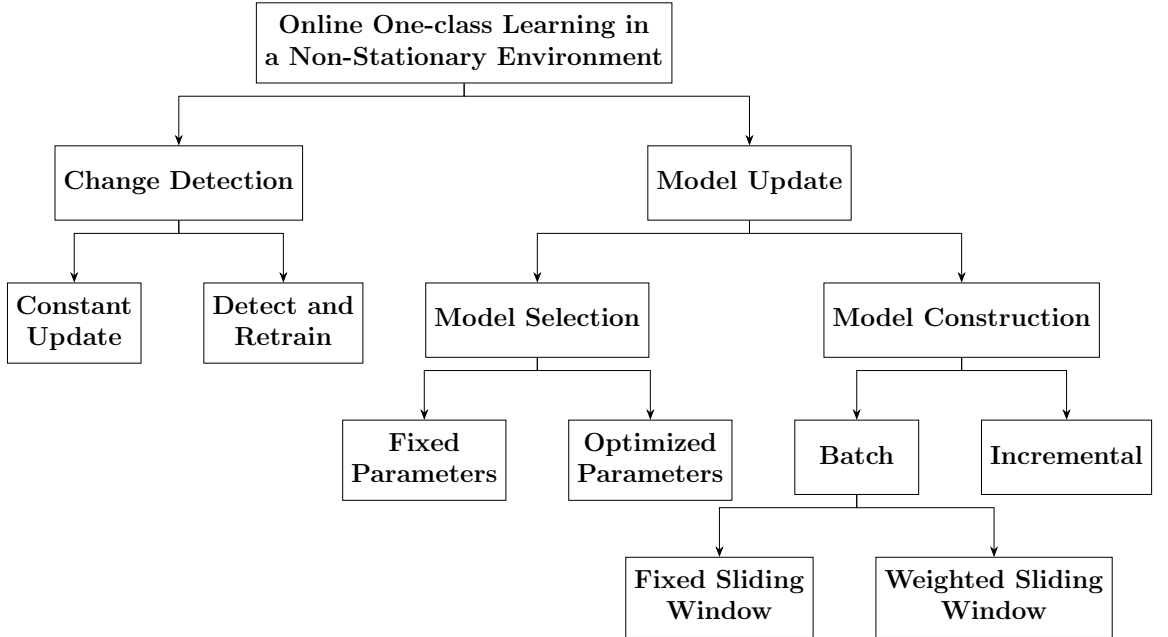 Online One-class Learning in
a Non-Stationary Environment
Change Detection
Model Update
Constant
Update
Detect and
Retrain
Model Selection
Model Construction
Fixed
Parameters
Optimized
Parameters
Batch
Incremental
Fixed Sliding
Window
Weighted Sliding
Window